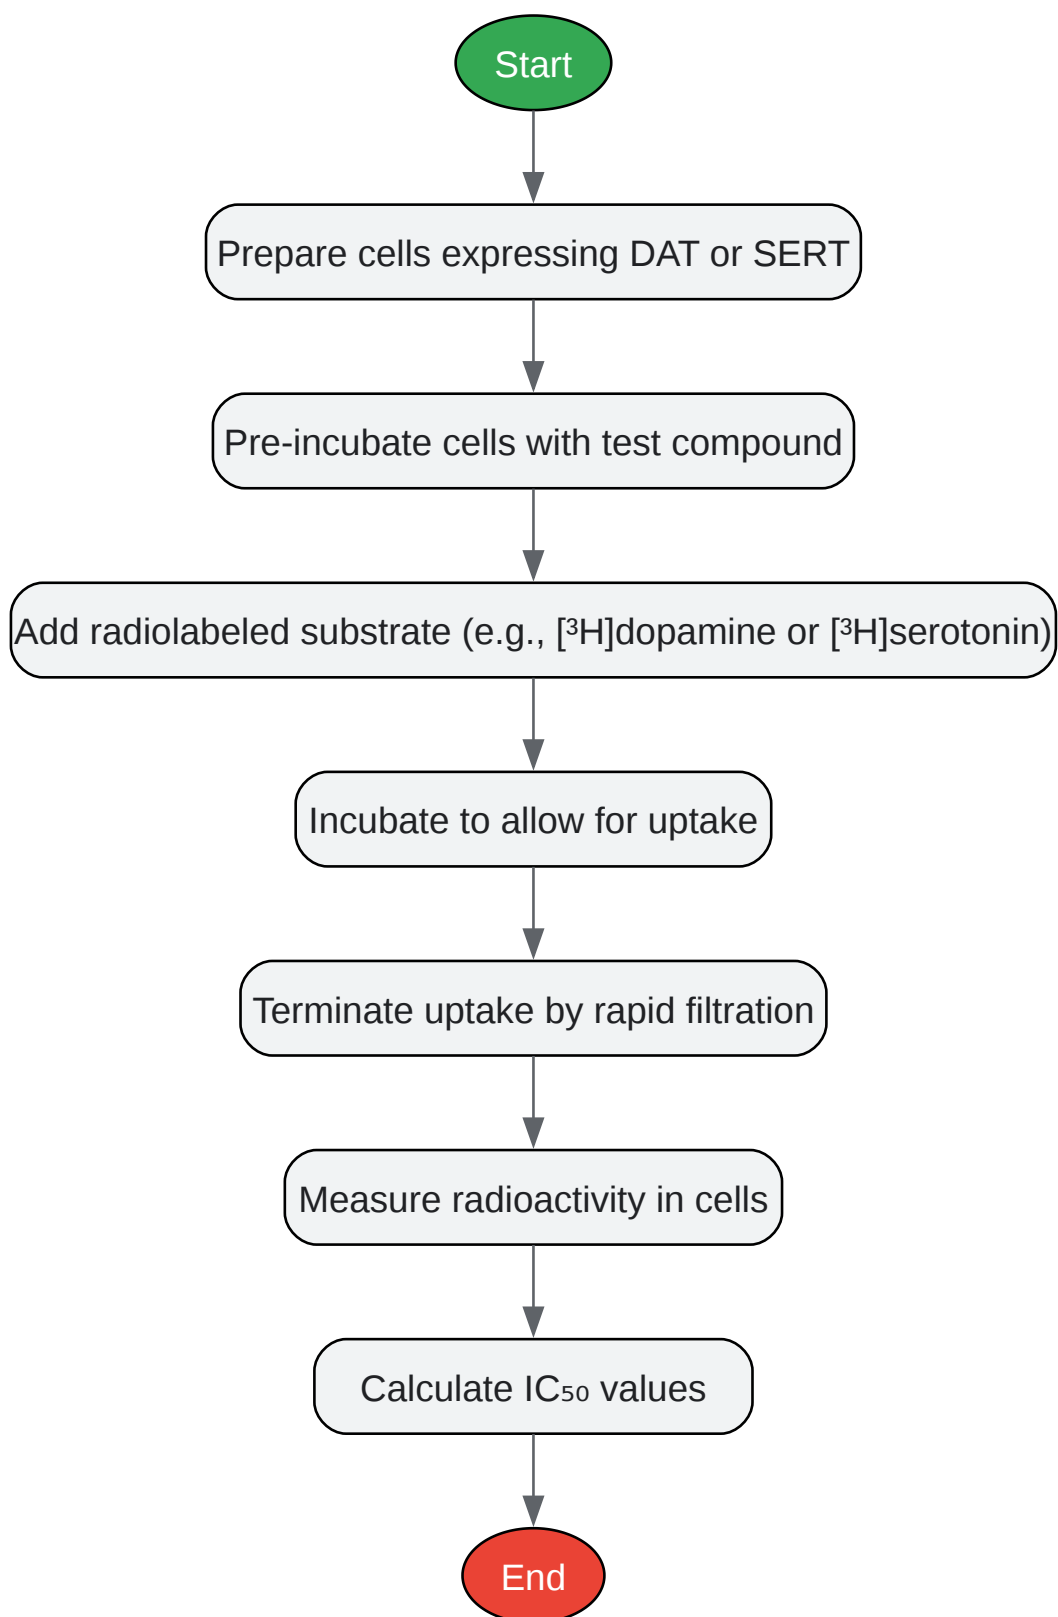 Start
Prepare cells expressing DAT or SERT
Pre-incubate cells with test compound
Add radiolabeled substrate (e.g., [³H]dopamine or [³H]serotonin)
Incubate to allow for uptake
Terminate uptake by rapid filtration
Measure radioactivity in cells
Calculate IC₅₀ values
End